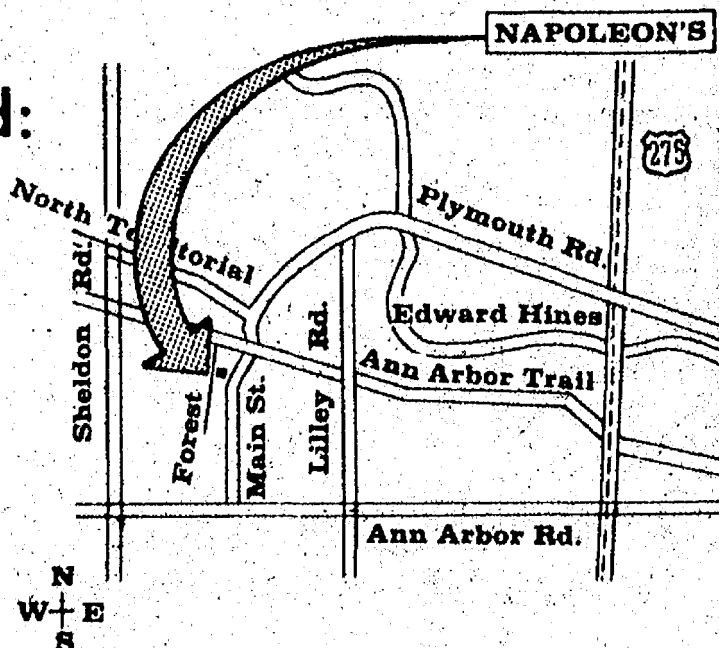 NAPOLEON'S
d:
275
North
Plymouth Rd.
Sheldon Rd.
Edward Hines
Lilley Rd.
Ann Arbor Trail
Forest
Main St.
Ann Arbor Rd.
N
W E
S